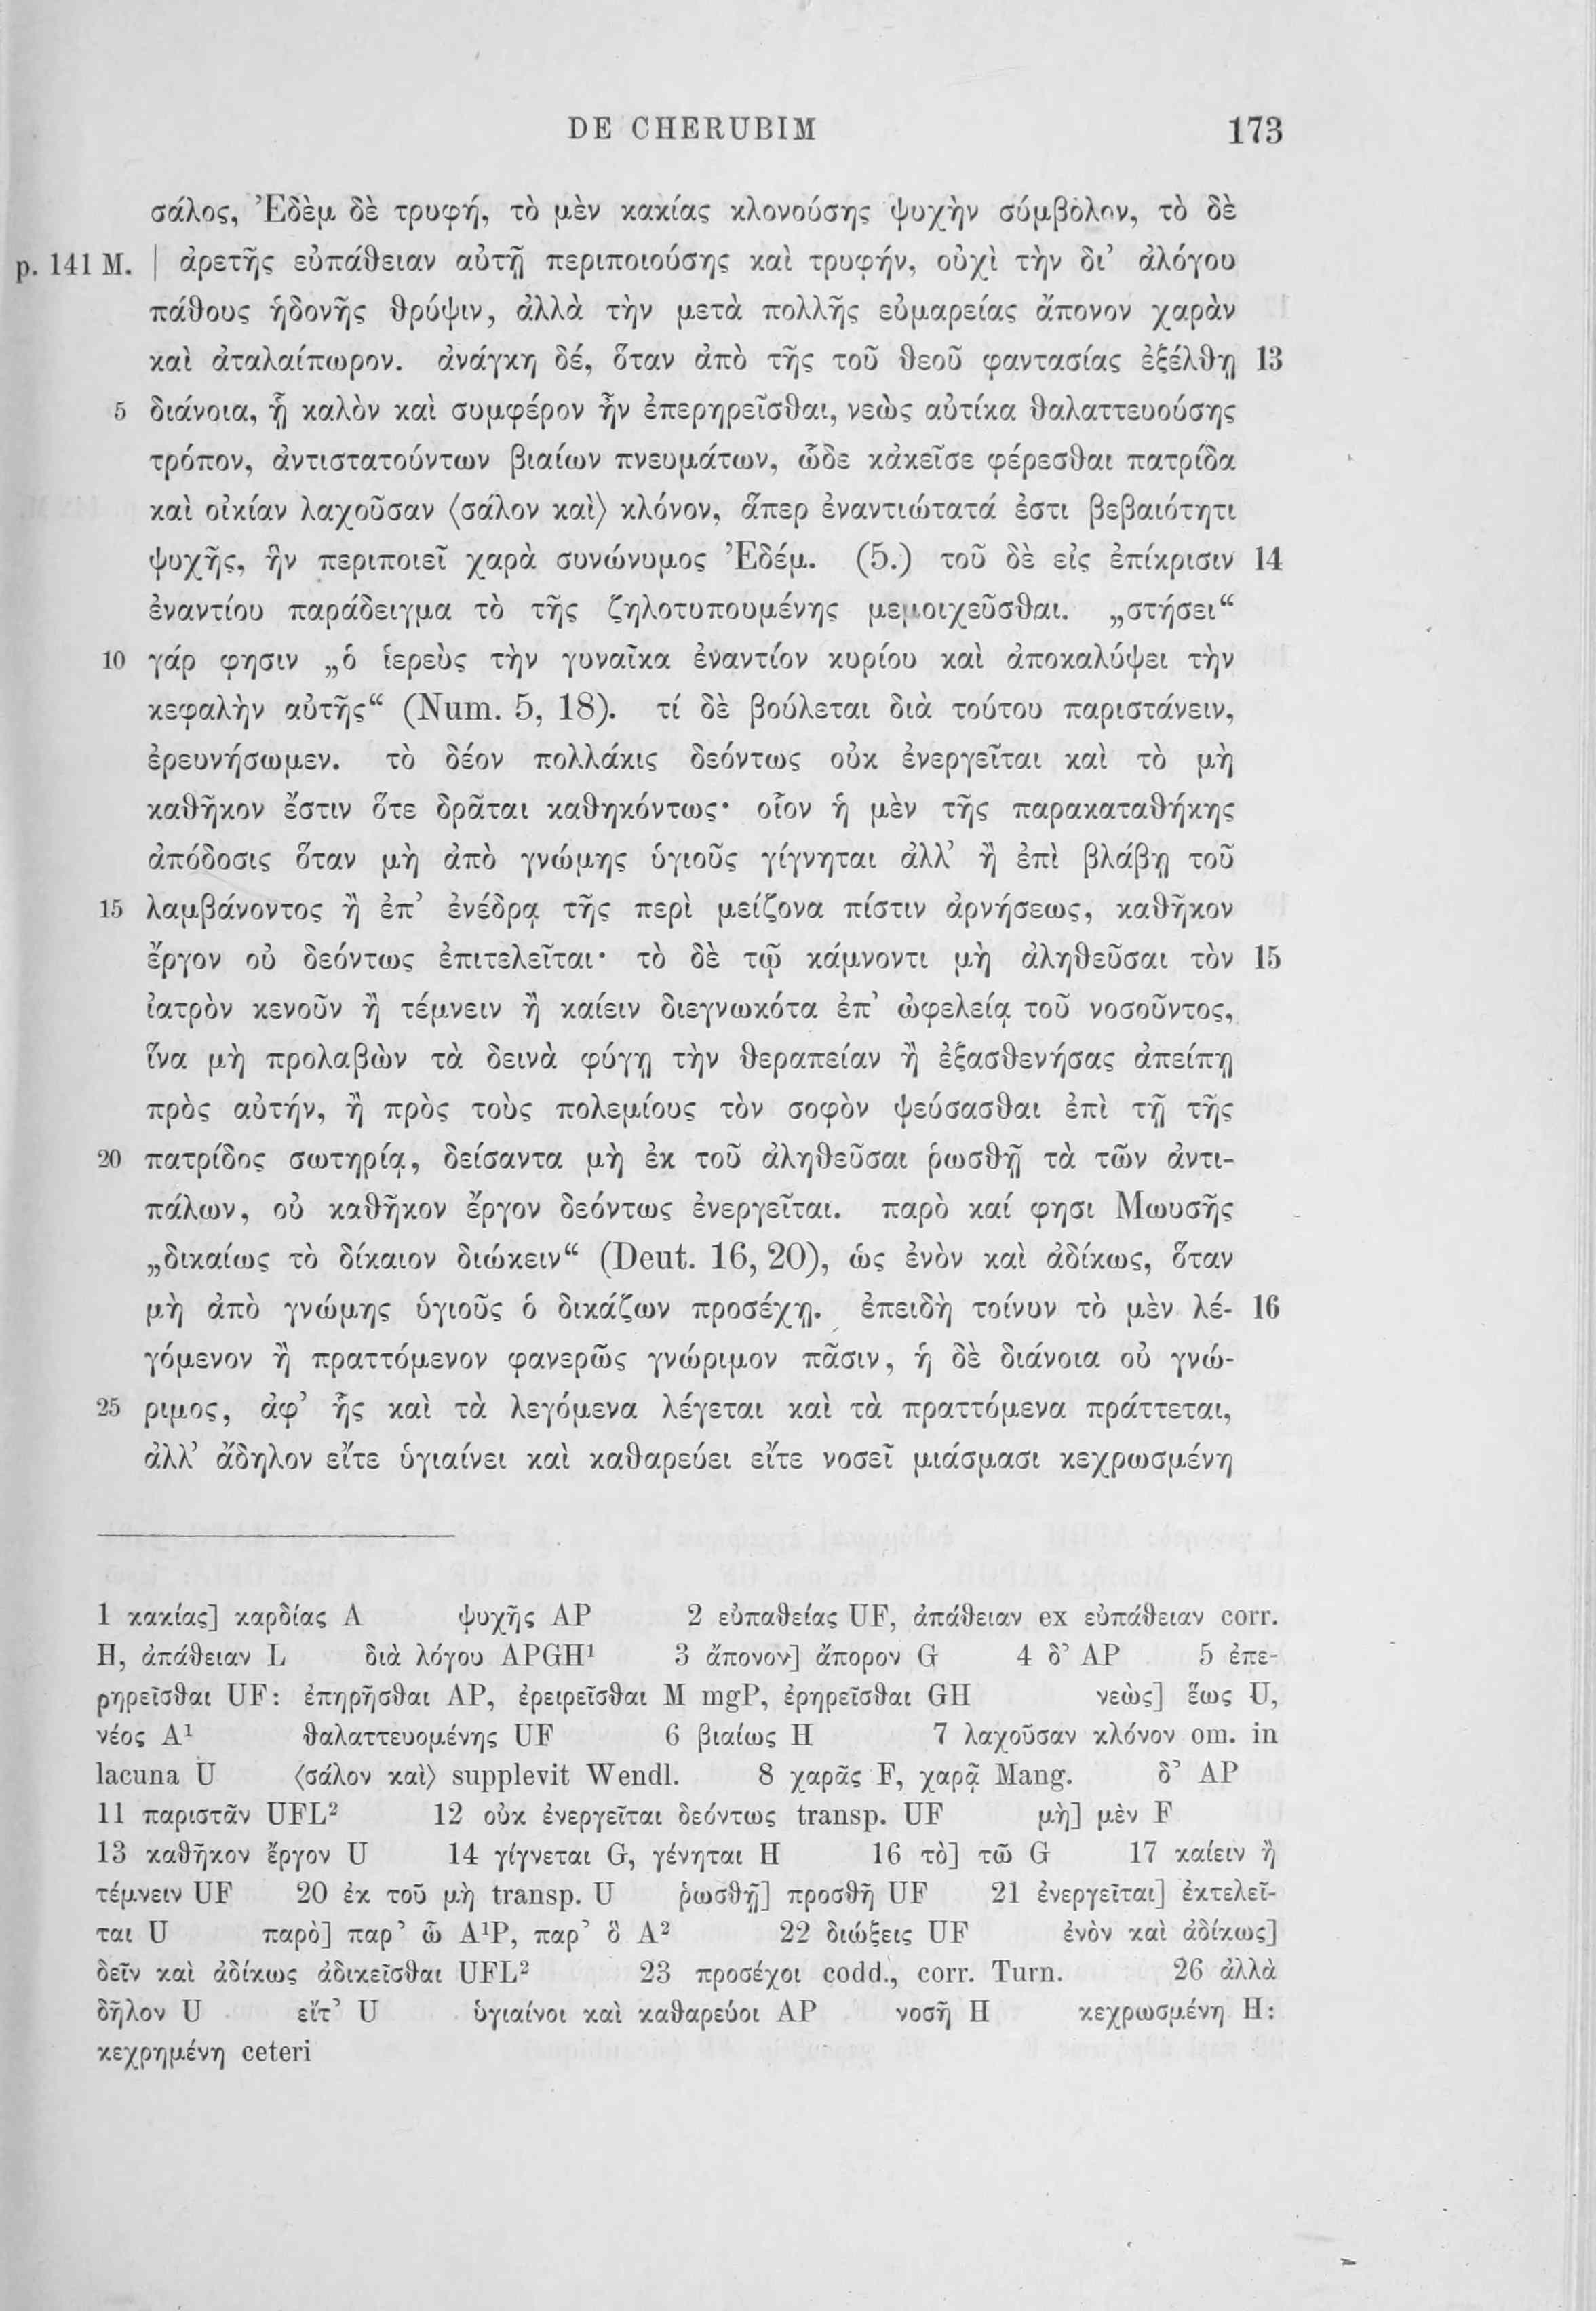 DE CHERUBIM 173
σάλος, Ἐδὲμ δὲ τρυφή, τὸ μὲν κακίας κλονούσης ψυχὴν σύμβολον, τὸ δὲ
p. 141 M. | ἀρετῆς εὐπάθειαν αὐτῇ περιποιούσης καὶ τρυφήν, οὐχὶ τὴν δι’ ἀλόγου
πάθους ἡδονῆς θρύψιν, ἀλλὰ τὴν μετὰ πολλῆς εὐμαρείας ἄπονον χαρὰν
καὶ ἀταλαίπωρον. ἀνάγκη δέ, ὅταν ἀπὸ τῆς τοῦ θεοῦ φαντασίας ἐξέλθῃ 13
5 διάνοια, ᾗ καλὸν καὶ συμφέρον ἦν ἐπερηρεῖσθαι, νεὼς αὐτίκα θαλαττευούσης
τρόπον, ἀντιστατούντων βιαίων πνευμάτων, ὧδε κἀκεῖσε φέρεσθαι πατρίδα
καὶ οἰκίαν λαχοῦσαν ⟨σάλον καὶ⟩ κλόνον, ἅπερ ἐναντιώτατά ἐστι βεβαιότητι
ψυχῆς, ἣν περιποιεῖ χαρὰ συνώνυμος Ἐδέμ. (5.) τοῦ δὲ εἰς ἐπίκρισιν 14
ἐναντίου παράδειγμα τὸ τῆς ζηλοτυπουμένης μεμοιχεῦσθαι. „στήσει“
10 γάρ φησιν „ὁ ἱερεὺς τὴν γυναῖκα ἐναντίον κυρίου καὶ ἀποκαλύψει τὴν
κεφαλὴν αὐτῆς“ (Num. 5, 18). τί δὲ βούλεται διὰ τούτου παριστάνειν,
ἐρευνήσωμεν. τὸ δέον πολλάκις δεόντως οὐκ ἐνεργεῖται καὶ τὸ μὴ
καθῆκον ἔστιν ὅτε δρᾶται καθηκόντως· οἷον ἡ μὲν τῆς παρακαταθήκης
ἀπόδοσις ὅταν μὴ ἀπὸ γνώμης ὑγιοῦς γίγνηται ἀλλ’ ἢ ἐπὶ βλάβῃ τοῦ
15 λαμβάνοντος ἢ ἐπ’ ἐνέδρᾳ τῆς περὶ μείζονα πίστιν ἀρνήσεως, καθῆκον
ἔργον οὐ δεόντως ἐπιτελεῖται· τὸ δὲ τῷ κάμνοντι μὴ ἀληθεῦσαι τὸν 15
ἰατρὸν κενοῦν ἢ τέμνειν ἢ καίειν διεγνωκότα ἐπ’ ὠφελείᾳ τοῦ νοσοῦντος,
ἵνα μὴ προλαβὼν τὰ δεινὰ φύγῃ τὴν θεραπείαν ἢ ἐξασθενήσας ἀπείπῃ
πρὸς αὐτήν, ἢ πρὸς τοὺς πολεμίους τὸν σοφὸν ψεύσασθαι ἐπὶ τῇ τῆς
20 πατρίδος σωτηρίᾳ, δείσαντα μὴ ἐκ τοῦ ἀληθεῦσαι ῥωσθῇ τὰ τῶν ἀντι-
πάλων, οὐ καθῆκον ἔργον δεόντως ἐνεργεῖται. παρὸ καί φησι Μωυσῆς
„δικαίως τὸ δίκαιον διώκειν“ (Deut. 16, 20), ὡς ἐνὸν καὶ ἀδίκως, ὅταν
μὴ ἀπὸ γνώμης ὑγιοῦς ὁ δικάζων προσέχῃ. ἐπειδὴ τοίνυν τὸ μὲν λε- 16
γόμενον ἢ πραττόμενον φανερῶς γνώριμον πᾶσιν, ἡ δὲ διάνοια οὐ γνώ-
25 ριμος, ἀφ’ ἧς καὶ τὰ λεγόμενα λέγεται καὶ τὰ πραττόμενα πράττεται,
ἀλλ’ ἄδηλον εἴτε ὑγιαίνει καὶ καθαρεύει εἴτε νοσεῖ μιάσμασι κεχρωσμένη
1 κακίας] καρδίας A ψυχῆς AP 2 εὐπαθείας UF, ἀπάθειαν ex εὐπάθειαν corr.
H, ἀπάθειαν L διὰ λόγου APGH¹ 3 ἄπονον] ἄπορον G 4 δ’ AP 5 ἐπε-
ρηρεῖσθαι UF: ἐπηρῆσθαι AP, ἐρειρεῖσθαι M mgP, ἐρηρεῖσθαι GH νεὼς] ἕως U,
νέος A¹ θαλαττευομένης UF 6 βιαίως H 7 λαχοῦσαν κλόνον om. in
lacuna U ⟨σάλον καὶ⟩ supplevit Wendl. 8 χαρᾶς F, χαρᾷ Mang. δ’ AP
11 παριστᾶν UFL² 12 οὐκ ἐνεργεῖται δεόντως transp. UF μὴ] μὲν F
13 καθῆκον ἔργον U 14 γίγνεται G, γένηται H 16 τὸ] τῶ G 17 καίειν ἢ
τέμνειν UF 20 ἐκ τοῦ μὴ transp. U ῥωσθῇ] προσθῆ UF 21 ἐνεργεῖται] ἐκτελεῖ-
ται U παρὸ] παρ’ ὧ A¹P, παρ’ ὃ A² 22 διώξεις UF ἐνὸν καὶ ἀδίκως]
δεῖν καὶ ἀδίκως ἀδικεῖσθαι UFL² 23 προσέχοι codd., corr. Turn. 26 ἀλλὰ
δῆλον U εἴτ’ U ὑγιαίνοι καὶ καθαρεύοι AP νοσῆ H κεχρωσμένη H:
κεχρημένη ceteri